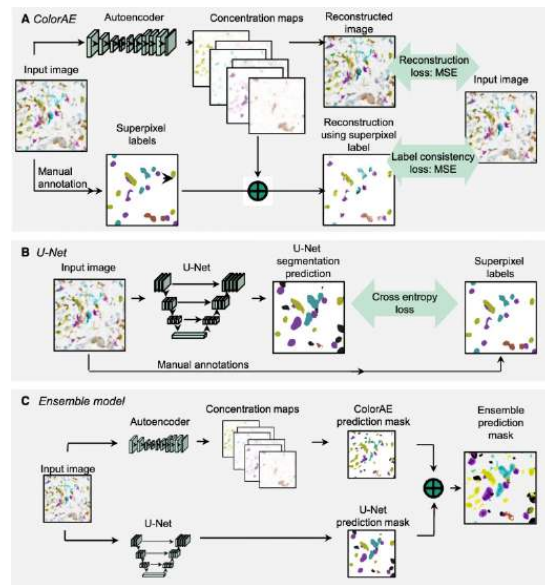 A ColorAE
Autoencoder
Concentration maps
Reconstructed
image
Input image
Reconstruction
loss: MSE
Input image
Superpixel
labels
Reconstruction
using superpixel
label
Manual
annotation
Label consistency
loss: MSE
B U-Net
Input image
U-Net
U-Net
segmentation
prediction
Superpixel
labels
Cross entropy
loss
Manual annotations
C Ensemble model
Autoencoder
Concentration maps
ColorAE
prediction mask
Ensemble
prediction
mask
Input image
U-Net
U-Net
prediction mask